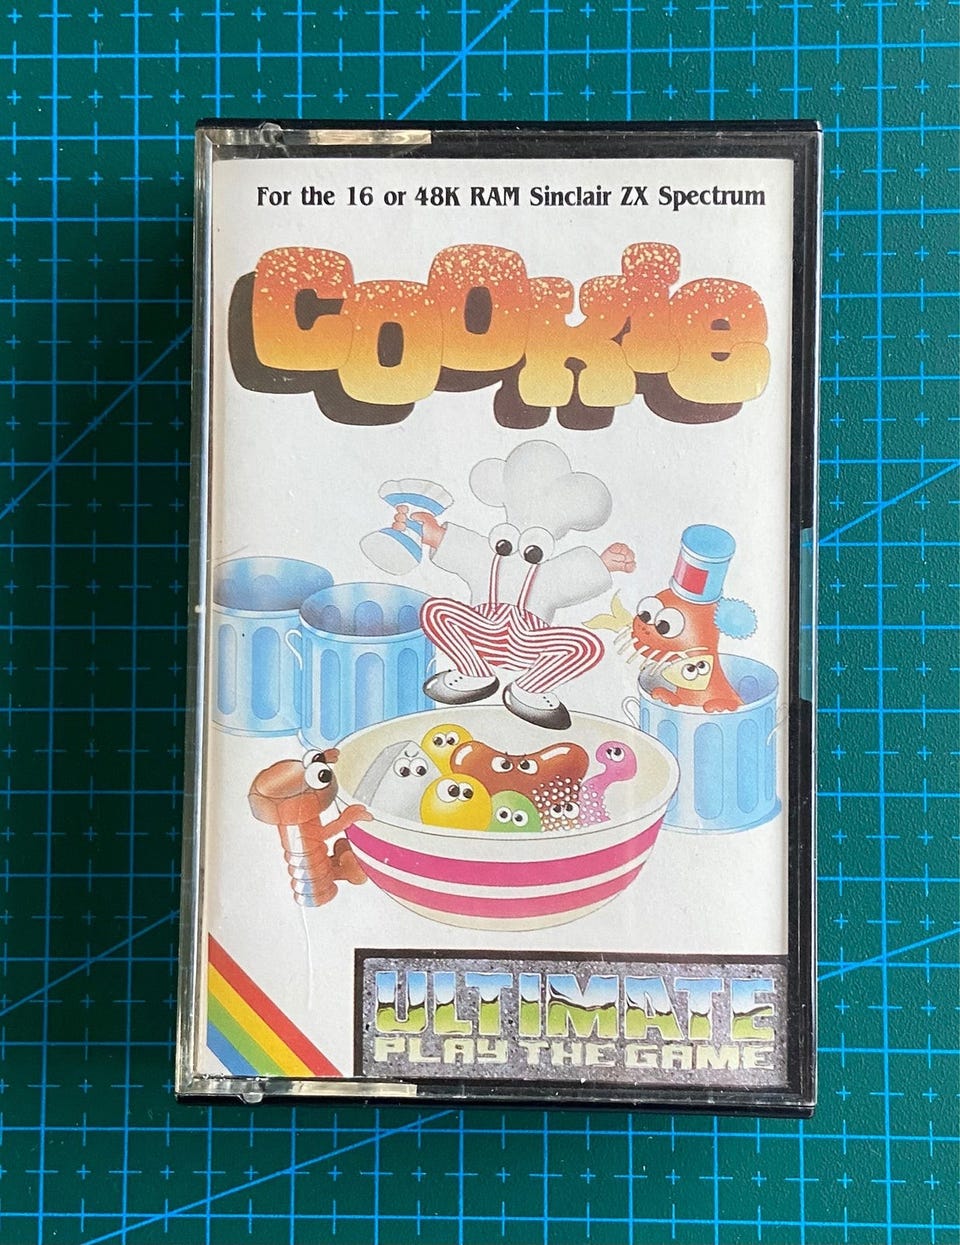 For the 16 or 48K RAM Sinclair ZX Spectrum
Cookie
ULTIMATE
PLAY THE GAME